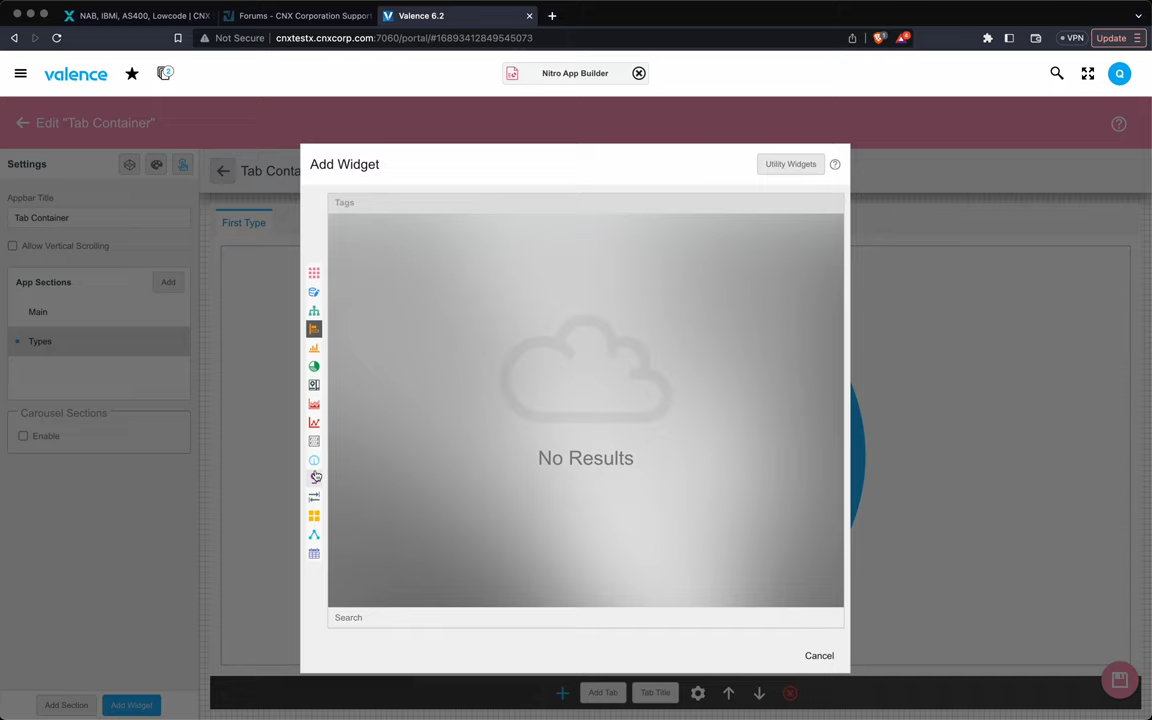 NAB, IBMi, AS400, Lowcode | CNX
Forums - CNX Corporation Support
Valence 6.2
Not Secure
cnxtestx.cnxcorp.com:7060/portal/#16893412849545073
VPN
Update
valence
2
Nitro App Builder
Q
Edit "Tab Container"
Settings
Tab Conta
Add Widget
Utility Widgets
Appbar Title
Tab Container
Tags
First Type
Allow Vertical Scrolling
App Sections
Add
Main
Types
Carousel Sections
Enable
No Results
Search
Cancel
Add Section
Add Widget
Add Tab
Tab Title